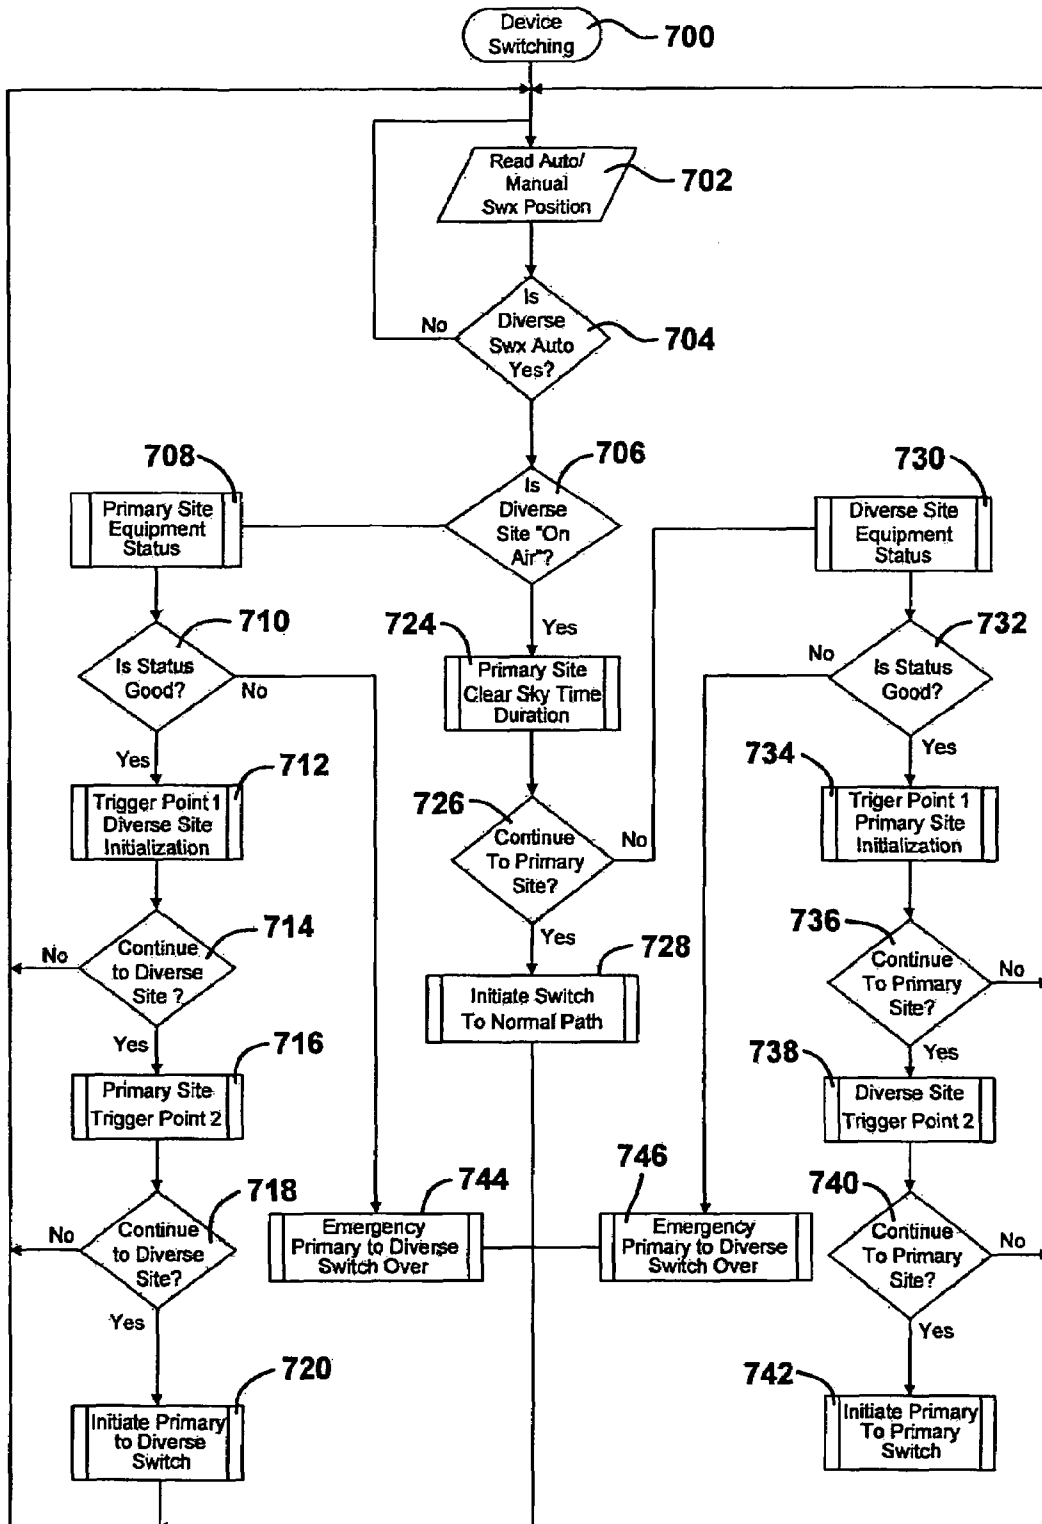 Device
Switching
700
Read Auto/
Manual
Swx Position
702
Is
Diverse
Swx Auto
Yes?
704
No
706
Is
Diverse
Site "On
Air"?
Yes
708
Primary Site
Equipment
Status
710
Is Status
Good?
No
Yes
712
Trigger Point 1
Diverse Site
Initialization
714
Continue
to Diverse
Site ?
No
Yes
716
Primary Site
Trigger Point 2
718
Continue
to Diverse
Site?
No
Yes
720
Initiate Primary
to Diverse
Switch
724
Primary Site
Clear Sky Time
Duration
726
Continue
To Primary
Site?
No
Yes
728
Initiate Switch
To Normal Path
744
Emergency
Primary to Diverse
Switch Over
746
Emergency
Primary to Diverse
Switch Over
730
Diverse Site
Equipment
Status
732
Is Status
Good?
No
Yes
734
Triger Point 1
Primary Site
Initialization
736
Continue
To Primary
Site?
No
Yes
738
Diverse Site
Trigger Point 2
740
Continue
To Primary
Site?
No
Yes
742
Initiate Primary
To Primary
Switch